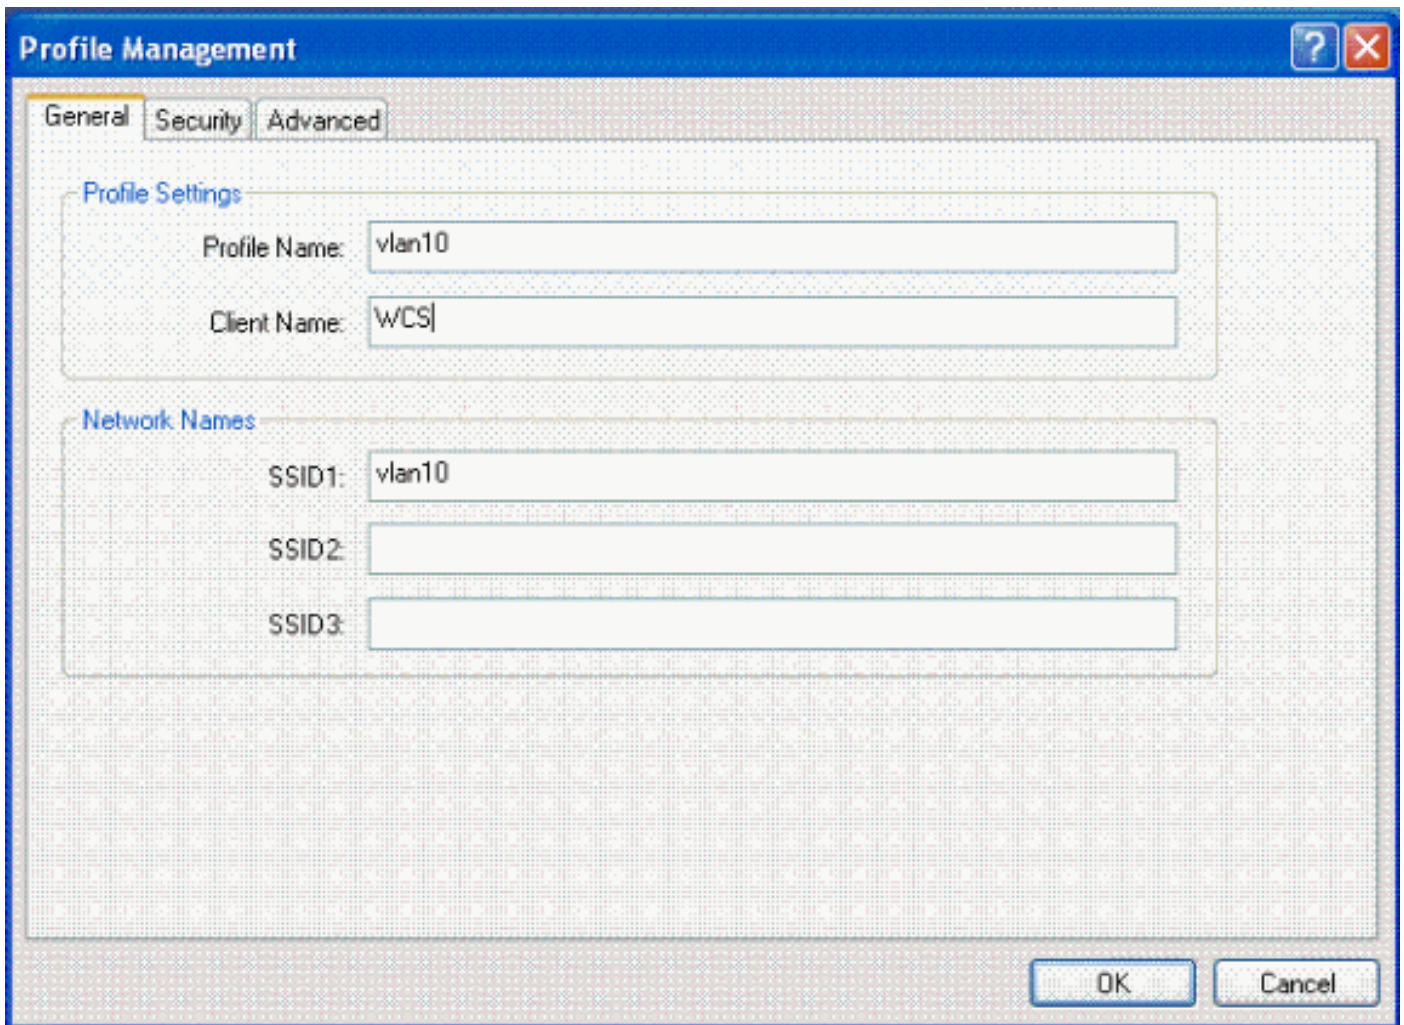 Profile Management
General Security Advanced
Profile Settings
Profile Name: vlan10
Client Name: WCS
Network Names
SSID1: vlan10
SSID2:
SSID3:
OK Cancel